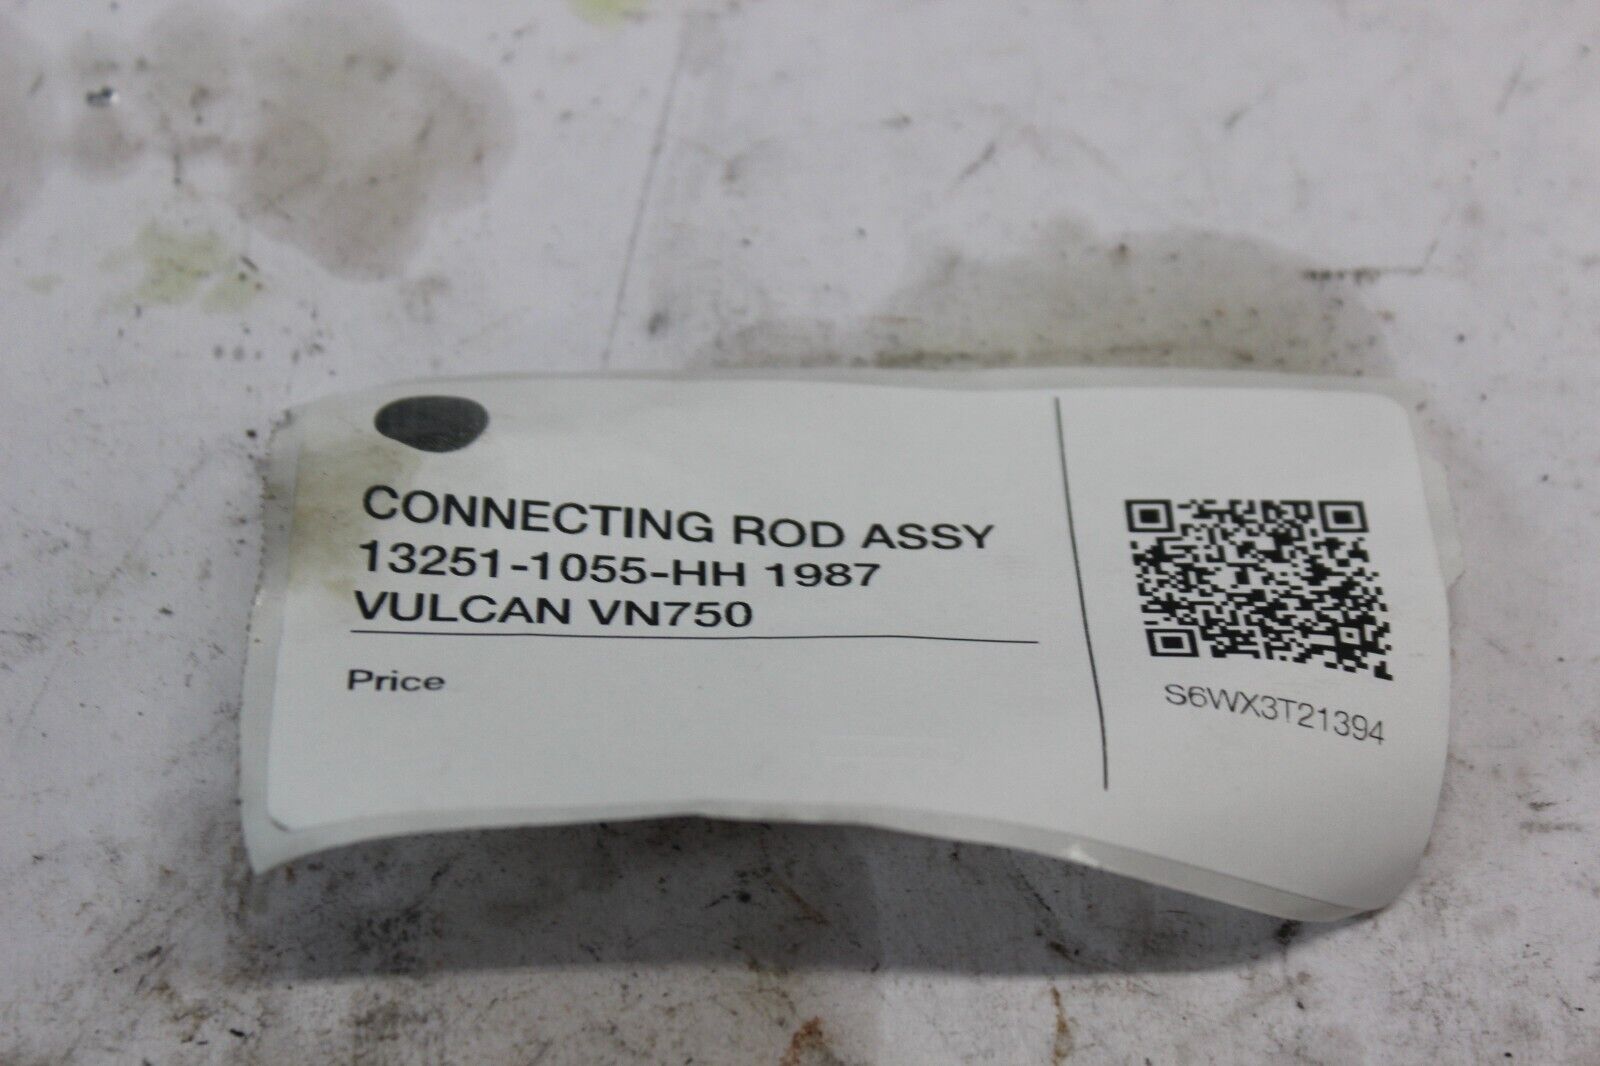 CONNECTING ROD ASSY
13251-1055-HH 1987
VULCAN VN750
Price
S6WX3T21394